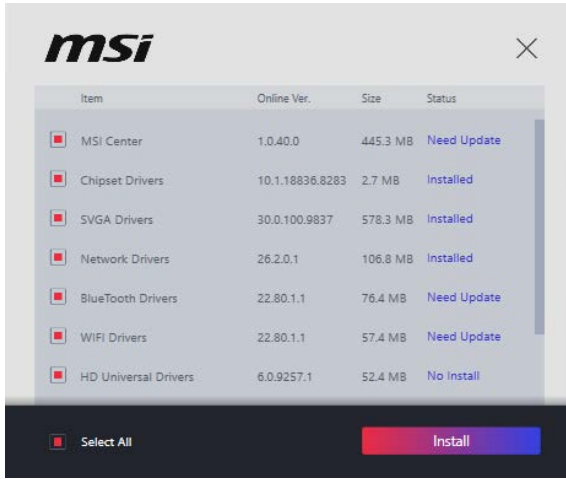 msi
Item Online Ver. Size Status
MSI Center 1.0.40.0 445.3 MB Need Update
Chipset Drivers 10.1.18836.8283 2.7 MB Installed
SVGA Drivers 30.0.100.9837 578.3 MB Installed
Network Drivers 26.2.0.1 106.8 MB Installed
BlueTooth Drivers 22.80.1.1 76.4 MB Need Update
WIFI Drivers 22.80.1.1 57.4 MB Need Update
HD Universal Drivers 6.0.9257.1 52.4 MB No Install
Select All Install